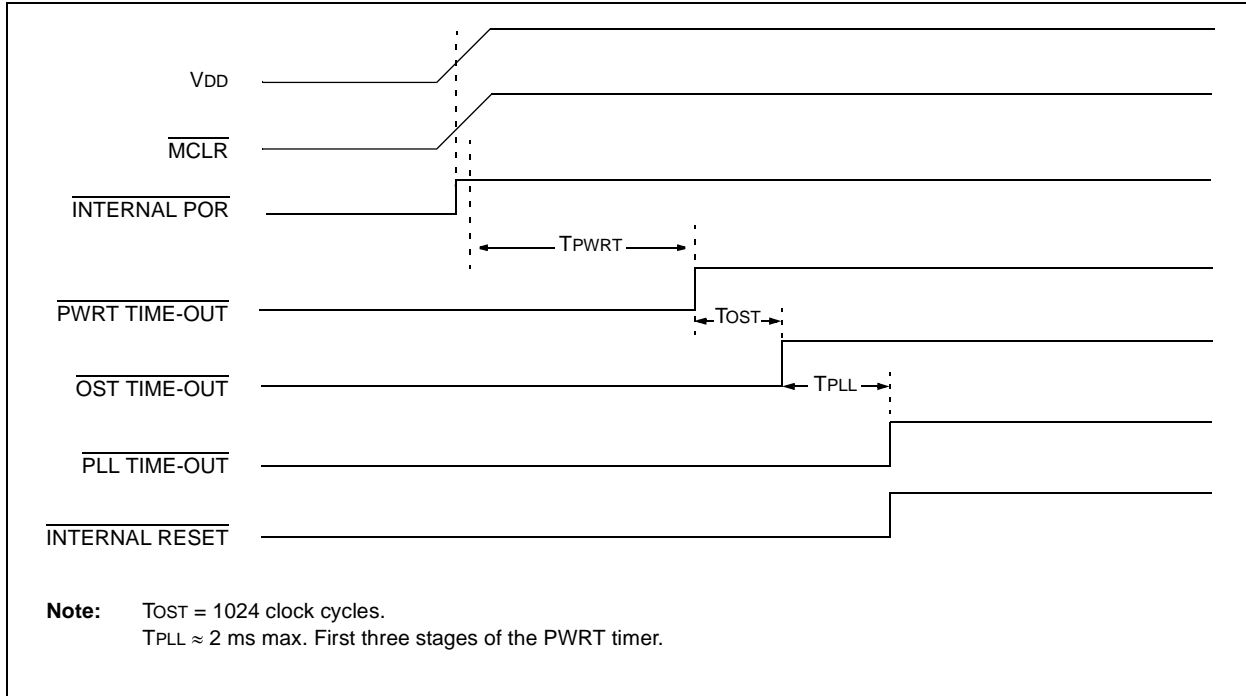 VDD
MCLR
INTERNAL POR
TPWRT
PWRT TIME-OUT
TOST
OST TIME-OUT
TPLL
PLL TIME-OUT
INTERNAL RESET
Note: TOST = 1024 clock cycles.
TPLL ≈ 2 ms max. First three stages of the PWRT timer.